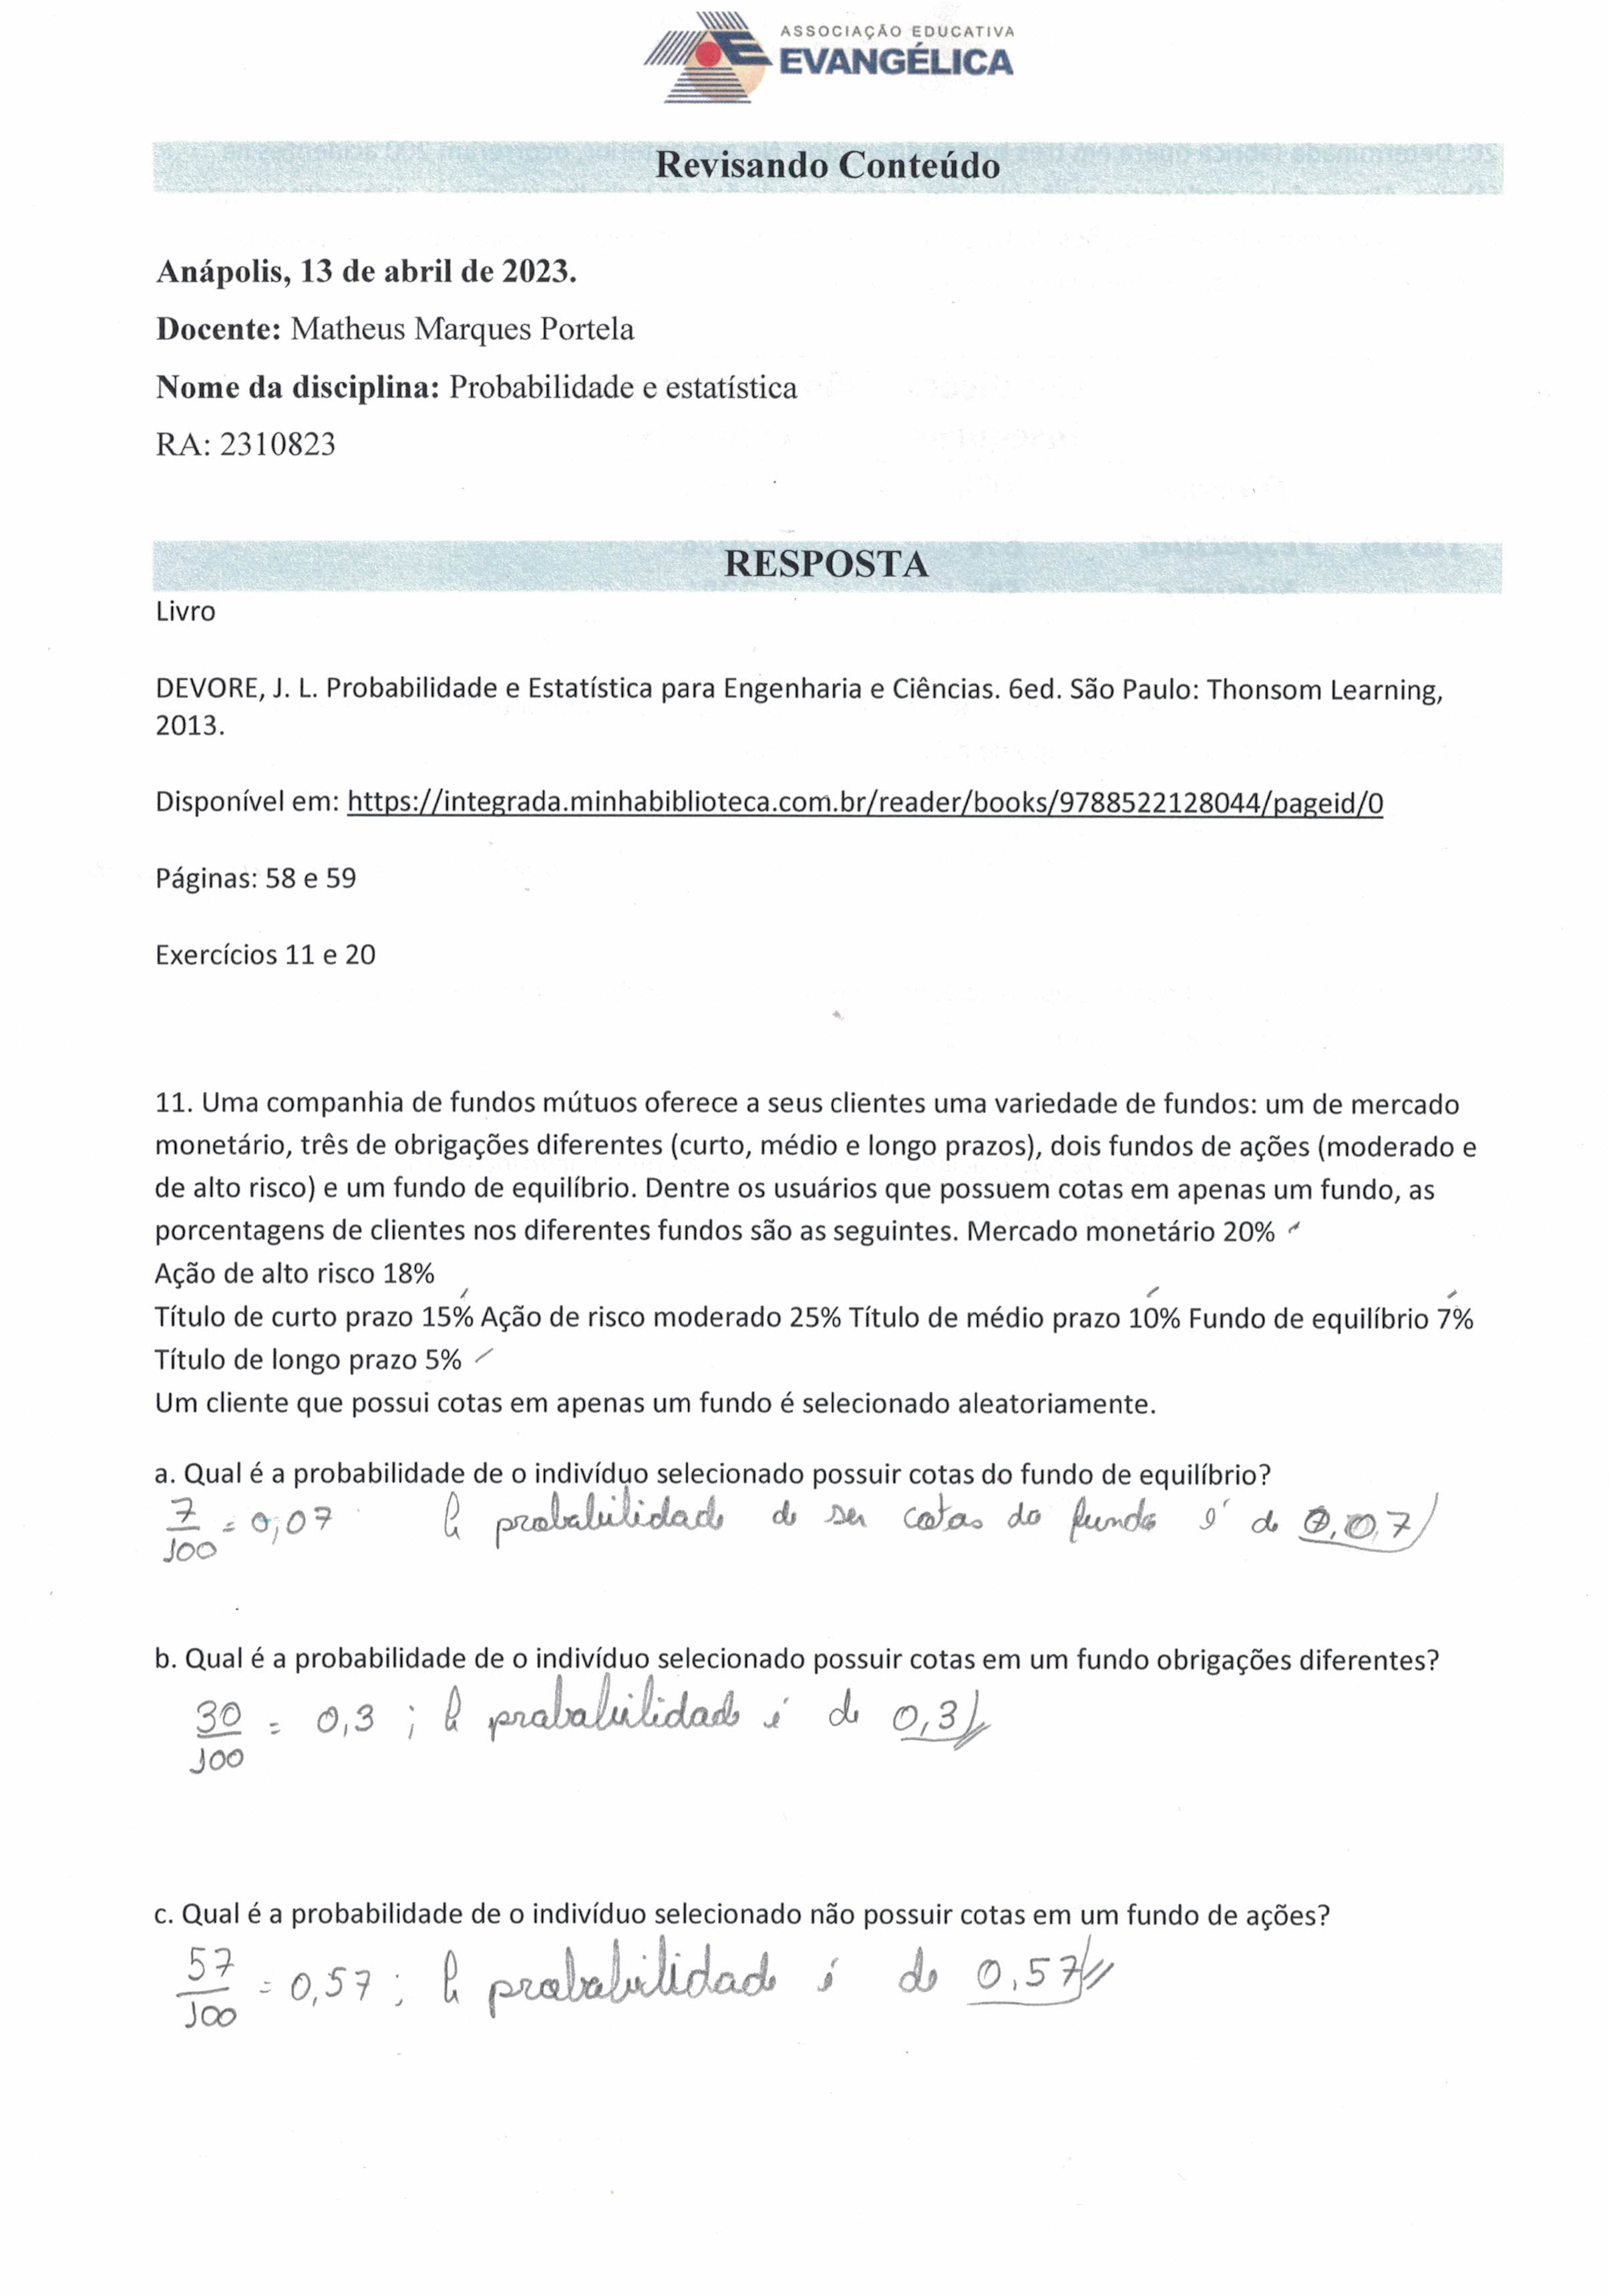 ASSOCIAÇÃO EDUCATIVA
EVANGÉLICA
Revisando Conteúdo
Anápolis, 13 de abril de 2023.
Docente: Matheus Marques Portela
Nome da disciplina: Probabilidade e estatística
RA: 2310823
RESPOSTA
Livro
DEVORE, J. L. Probabilidade e Estatística para Engenharia e Ciências. 6ed. São Paulo: Thonsom Learning,
2013.
Disponível em: https://integrada.minhabiblioteca.com.br/reader/books/9788522128044/pageid/0
Páginas: 58 e 59
Exercícios 11 e 20
11. Uma companhia de fundos mútuos oferece a seus clientes uma variedade de fundos: um de mercado
monetário, três de obrigações diferentes (curto, médio e longo prazos), dois fundos de ações (moderado e
de alto risco) e um fundo de equilíbrio. Dentre os usuários que possuem cotas em apenas um fundo, as
porcentagens de clientes nos diferentes fundos são as seguintes. Mercado monetário 20%
Ação de alto risco 18%
Título de curto prazo 15% Ação de risco moderado 25% Título de médio prazo 10% Fundo de equilíbrio 7%
Título de longo prazo 5%
Um cliente que possui cotas em apenas um fundo é selecionado aleatoriamente.
a. Qual é a probabilidade de o indivíduo selecionado possuir cotas do fundo de equilíbrio?
7/100 = 0,07 A probabilidade de ser cotas do fundo é de 0,07
b. Qual é a probabilidade de o indivíduo selecionado possuir cotas em um fundo obrigações diferentes?
30/100 = 0,3 ; A probabilidade é de 0,3
c. Qual é a probabilidade de o indivíduo selecionado não possuir cotas em um fundo de ações?
57/100 = 0,57 ; A probabilidade é de 0,57